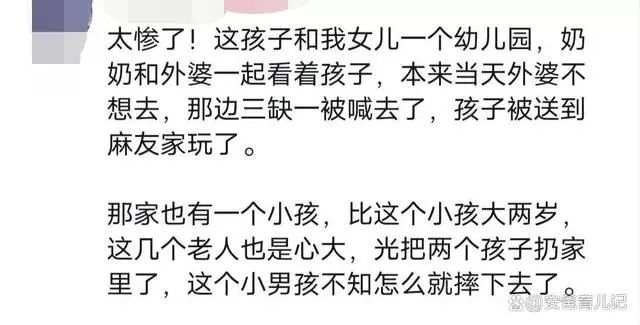 太惨了！这孩子和我女儿一个幼儿园，奶
奶和外婆一起看着孩子，本来当天外婆不
想去，那边三缺一被喊去了，孩子被送到
麻友家玩了。
那家也有一个小孩，比这个小孩大两岁，
这几个老人也是心大，光把两个孩子扔家
里了，这个小男孩不知怎么就摔下去了。
@安爸育儿记